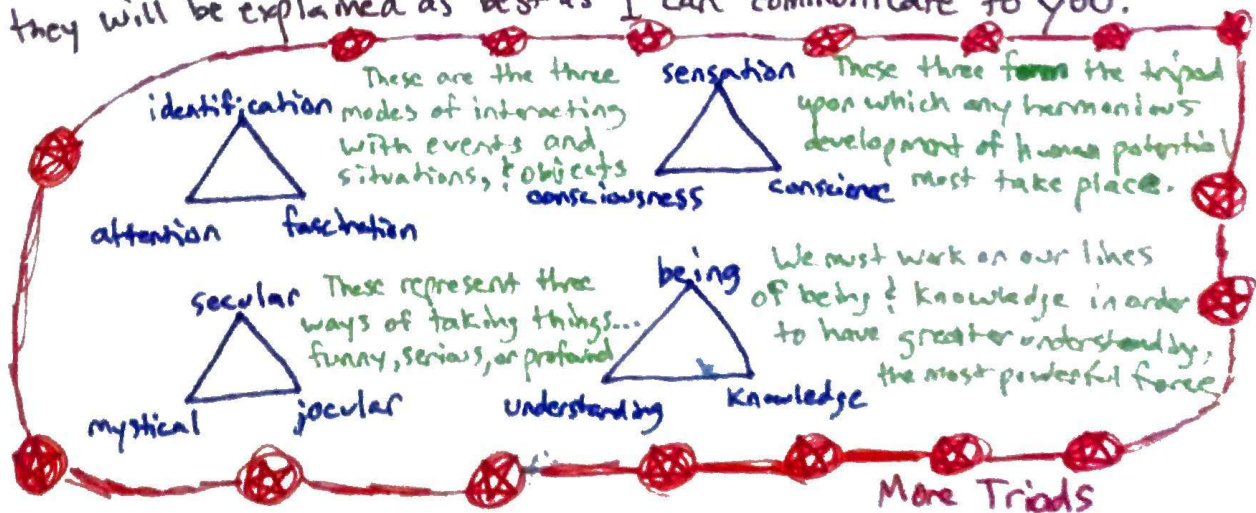 they will be explained as best as I can communicate to you.
identification
attention
fascination
These are the three
modes of interacting
with events and
situations, & objects
sensation
consciousness
conscience
These three form the tripod
upon which any hermonious
development of human potential
most take place.
secular
mystical
jocular
These represent three
ways of taking things...
funny, serious, or profound
being
understanding
knowledge
We must work on our lines
of being & knowledge in order
to have greater understanding,
the most powerful force
More Triads